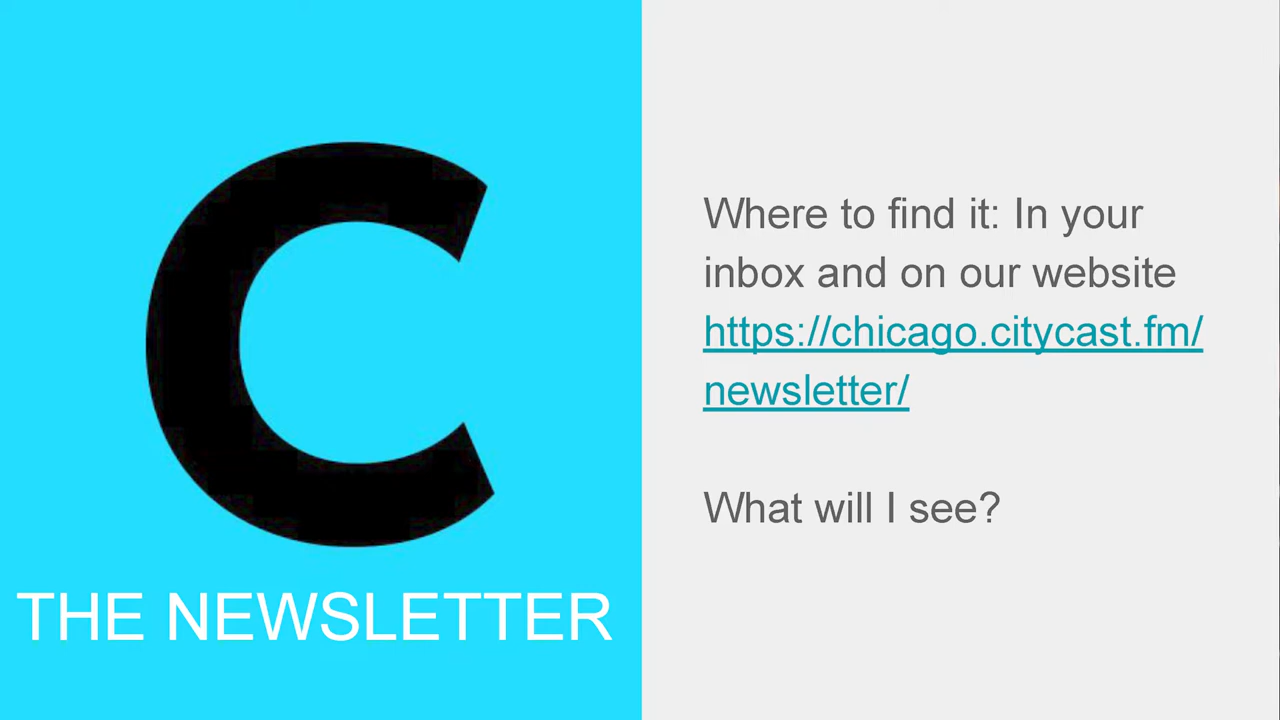 C
THE NEWSLETTER
Where to find it: In your
inbox and on our website
https://chicago.citycast.fm/
newsletter/
What will I see?